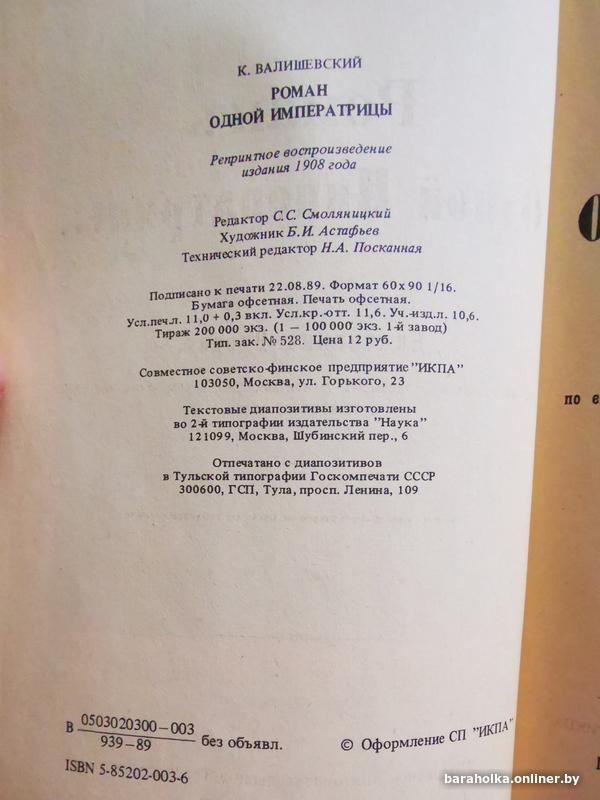 К. ВАЛИШЕВСКИЙ
РОМАН
ОДНОЙ ИМПЕРАТРИЦЫ
Репринтное воспроизведение
издания 1908 года
Редактор С.С. Смоляницкий
Художник Б.И. Астафьев
Технический редактор Н.А. Посканная
Подписано к печати 22.08.89. Формат 60х90 1/16.
Бумага офсетная. Печать офсетная.
Усл.печ.л. 11,0 + 0,3 вкл. Усл.кр.-отт. 11,6. Уч.-изд.л. 10,6.
Тираж 200 000 экз. (1 — 100 000 экз. 1-й завод)
Тип. зак. № 528. Цена 12 руб.
Совместное советско-финское предприятие "ИКПА"
103050, Москва, ул. Горького, 23
Текстовые диапозитивы изготовлены
во 2-й типографии издательства "Наука"
121099, Москва, Шубинский пер., 6
Отпечатано с диапозитивов
в Тульской типографии Госкомпечати СССР
300600, ГСП, Тула, просп. Ленина, 109
В 0503020300-003
939-89 без объявл.
© Оформление СП "ИКПА"
ISBN 5-85202-003-6
по
baraholka.onliner.by